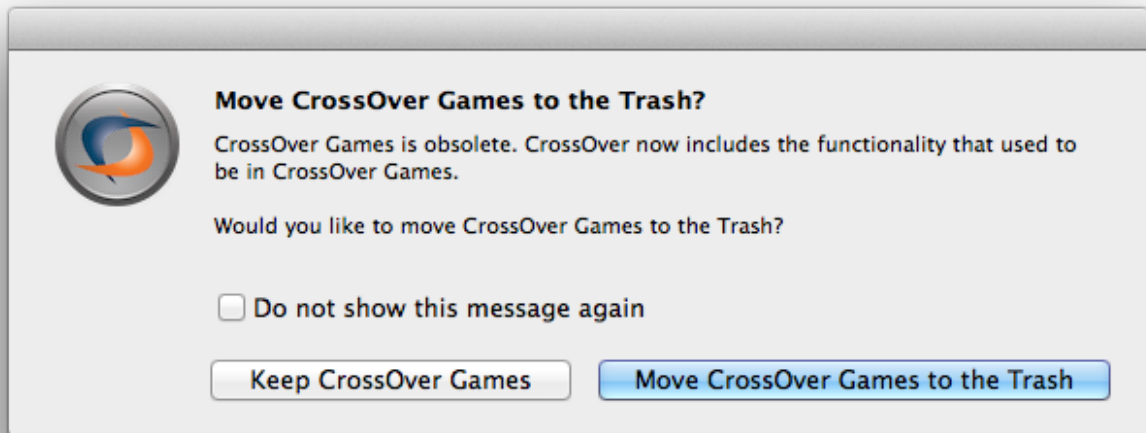 Move CrossOver Games to the Trash?
CrossOver Games is obsolete. CrossOver now includes the functionality that used to
be in CrossOver Games.
Would you like to move CrossOver Games to the Trash?
Do not show this message again
Keep CrossOver Games
Move CrossOver Games to the Trash